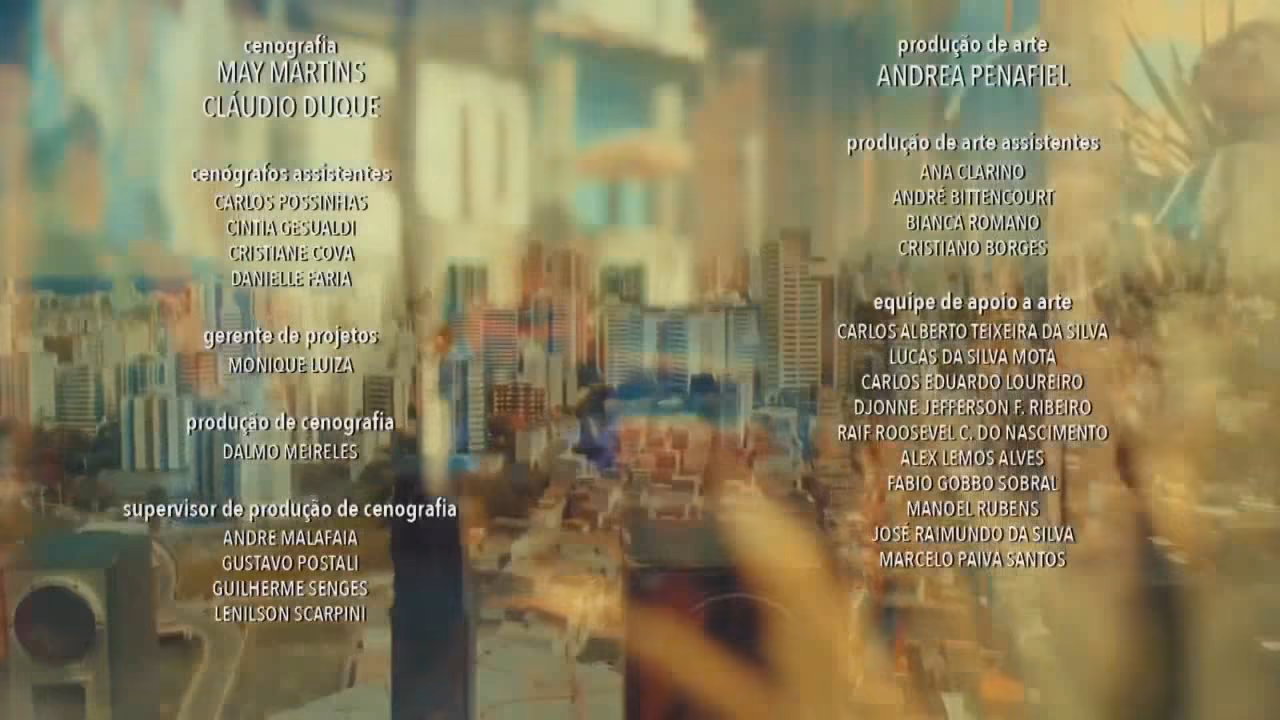 cenografia
MAY MARTINS
CLÁUDIO DUQUE
cenógrafos assistentes
CARLOS POSSINHAS
CINTIA GESUALDI
CRISTIANE COVA
DANIELLE FARIA
gerente de projetos
MONIQUE LUIZA
produção de cenografia
DALMO MEIRELES
supervisor de produção de cenografia
ANDRE MALAFAIA
GUSTAVO POSTALI
GUILHERME SENGES
LENILSON SCARPINI
produção de arte
ANDREA PENAFIEL
produção de arte assistentes
ANA CLARINO
ANDRÉ BITTENCOURT
BIANCA ROMANO
CRISTIANO BORGES
equipe de apoio a arte
CARLOS ALBERTO TEIXEIRA DA SILVA
LUCAS DA SILVA MOTA
CARLOS EDUARDO LOUREIRO
DJONNE JEFFERSON F. RIBEIRO
RAIF ROOSEVEL C. DO NASCIMENTO
ALEX LEMOS ALVES
FABIO GOBBO SOBRAL
MANOEL RUBENS
JOSÉ RAIMUNDO DA SILVA
MARCELO PAIVA SANTOS